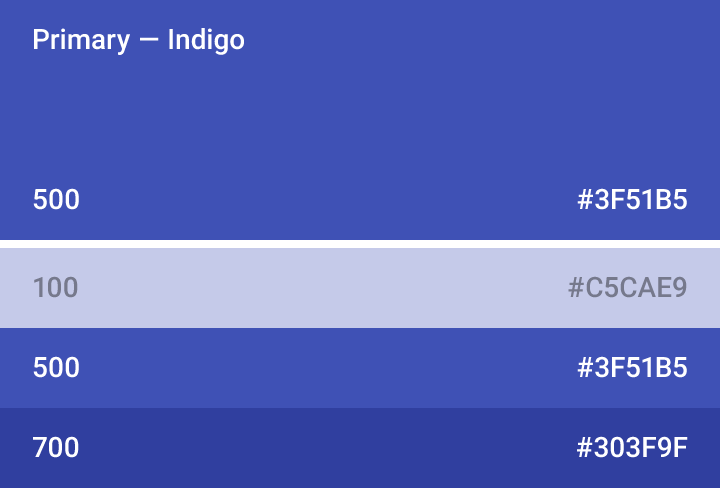 Primary — Indigo
500 #3F51B5
100 #C5CAE9
500 #3F51B5
700 #303F9F